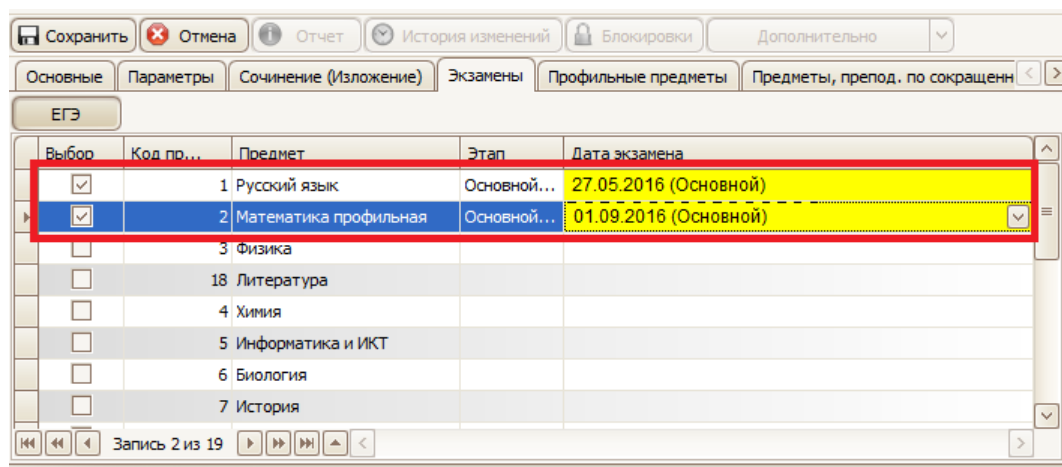 Сохранить Отмена Отчет История изменений Блокировки Дополнительно
Основные Параметры Сочинение (Изложение) Экзамены Профильные предметы Предметы, препод. по сокращенн
ЕГЭ
Выбор Код пр... Предмет Этап Дата экзамена
1 Русский язык Основной... 27.05.2016 (Основной)
2 Математика профильная Основной... 01.09.2016 (Основной)
3 Физика
18 Литература
4 Химия
5 Информатика и ИКТ
6 Биология
7 История
Запись 2 из 19